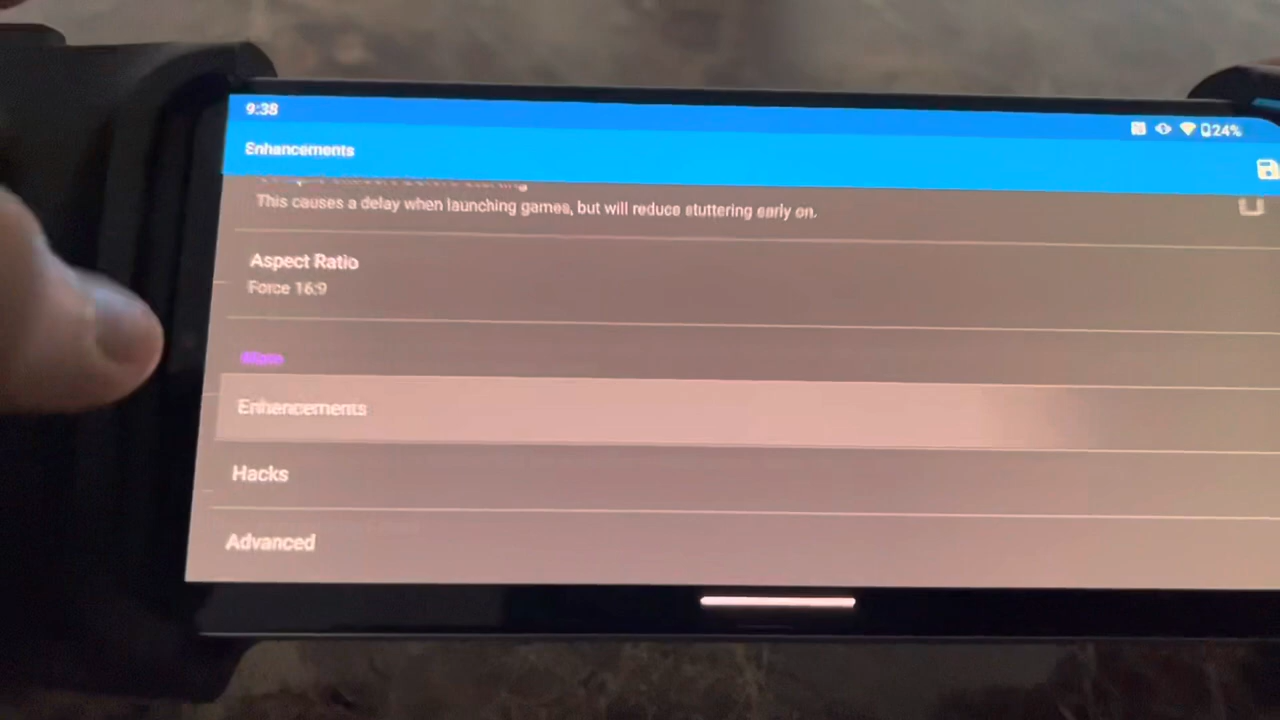 9:38
24%
Enhancements
This causes a delay when launching games, but will reduce stuttering early on.
Aspect Ratio
Force 16:9
More
Enhancements
Hacks
Advanced